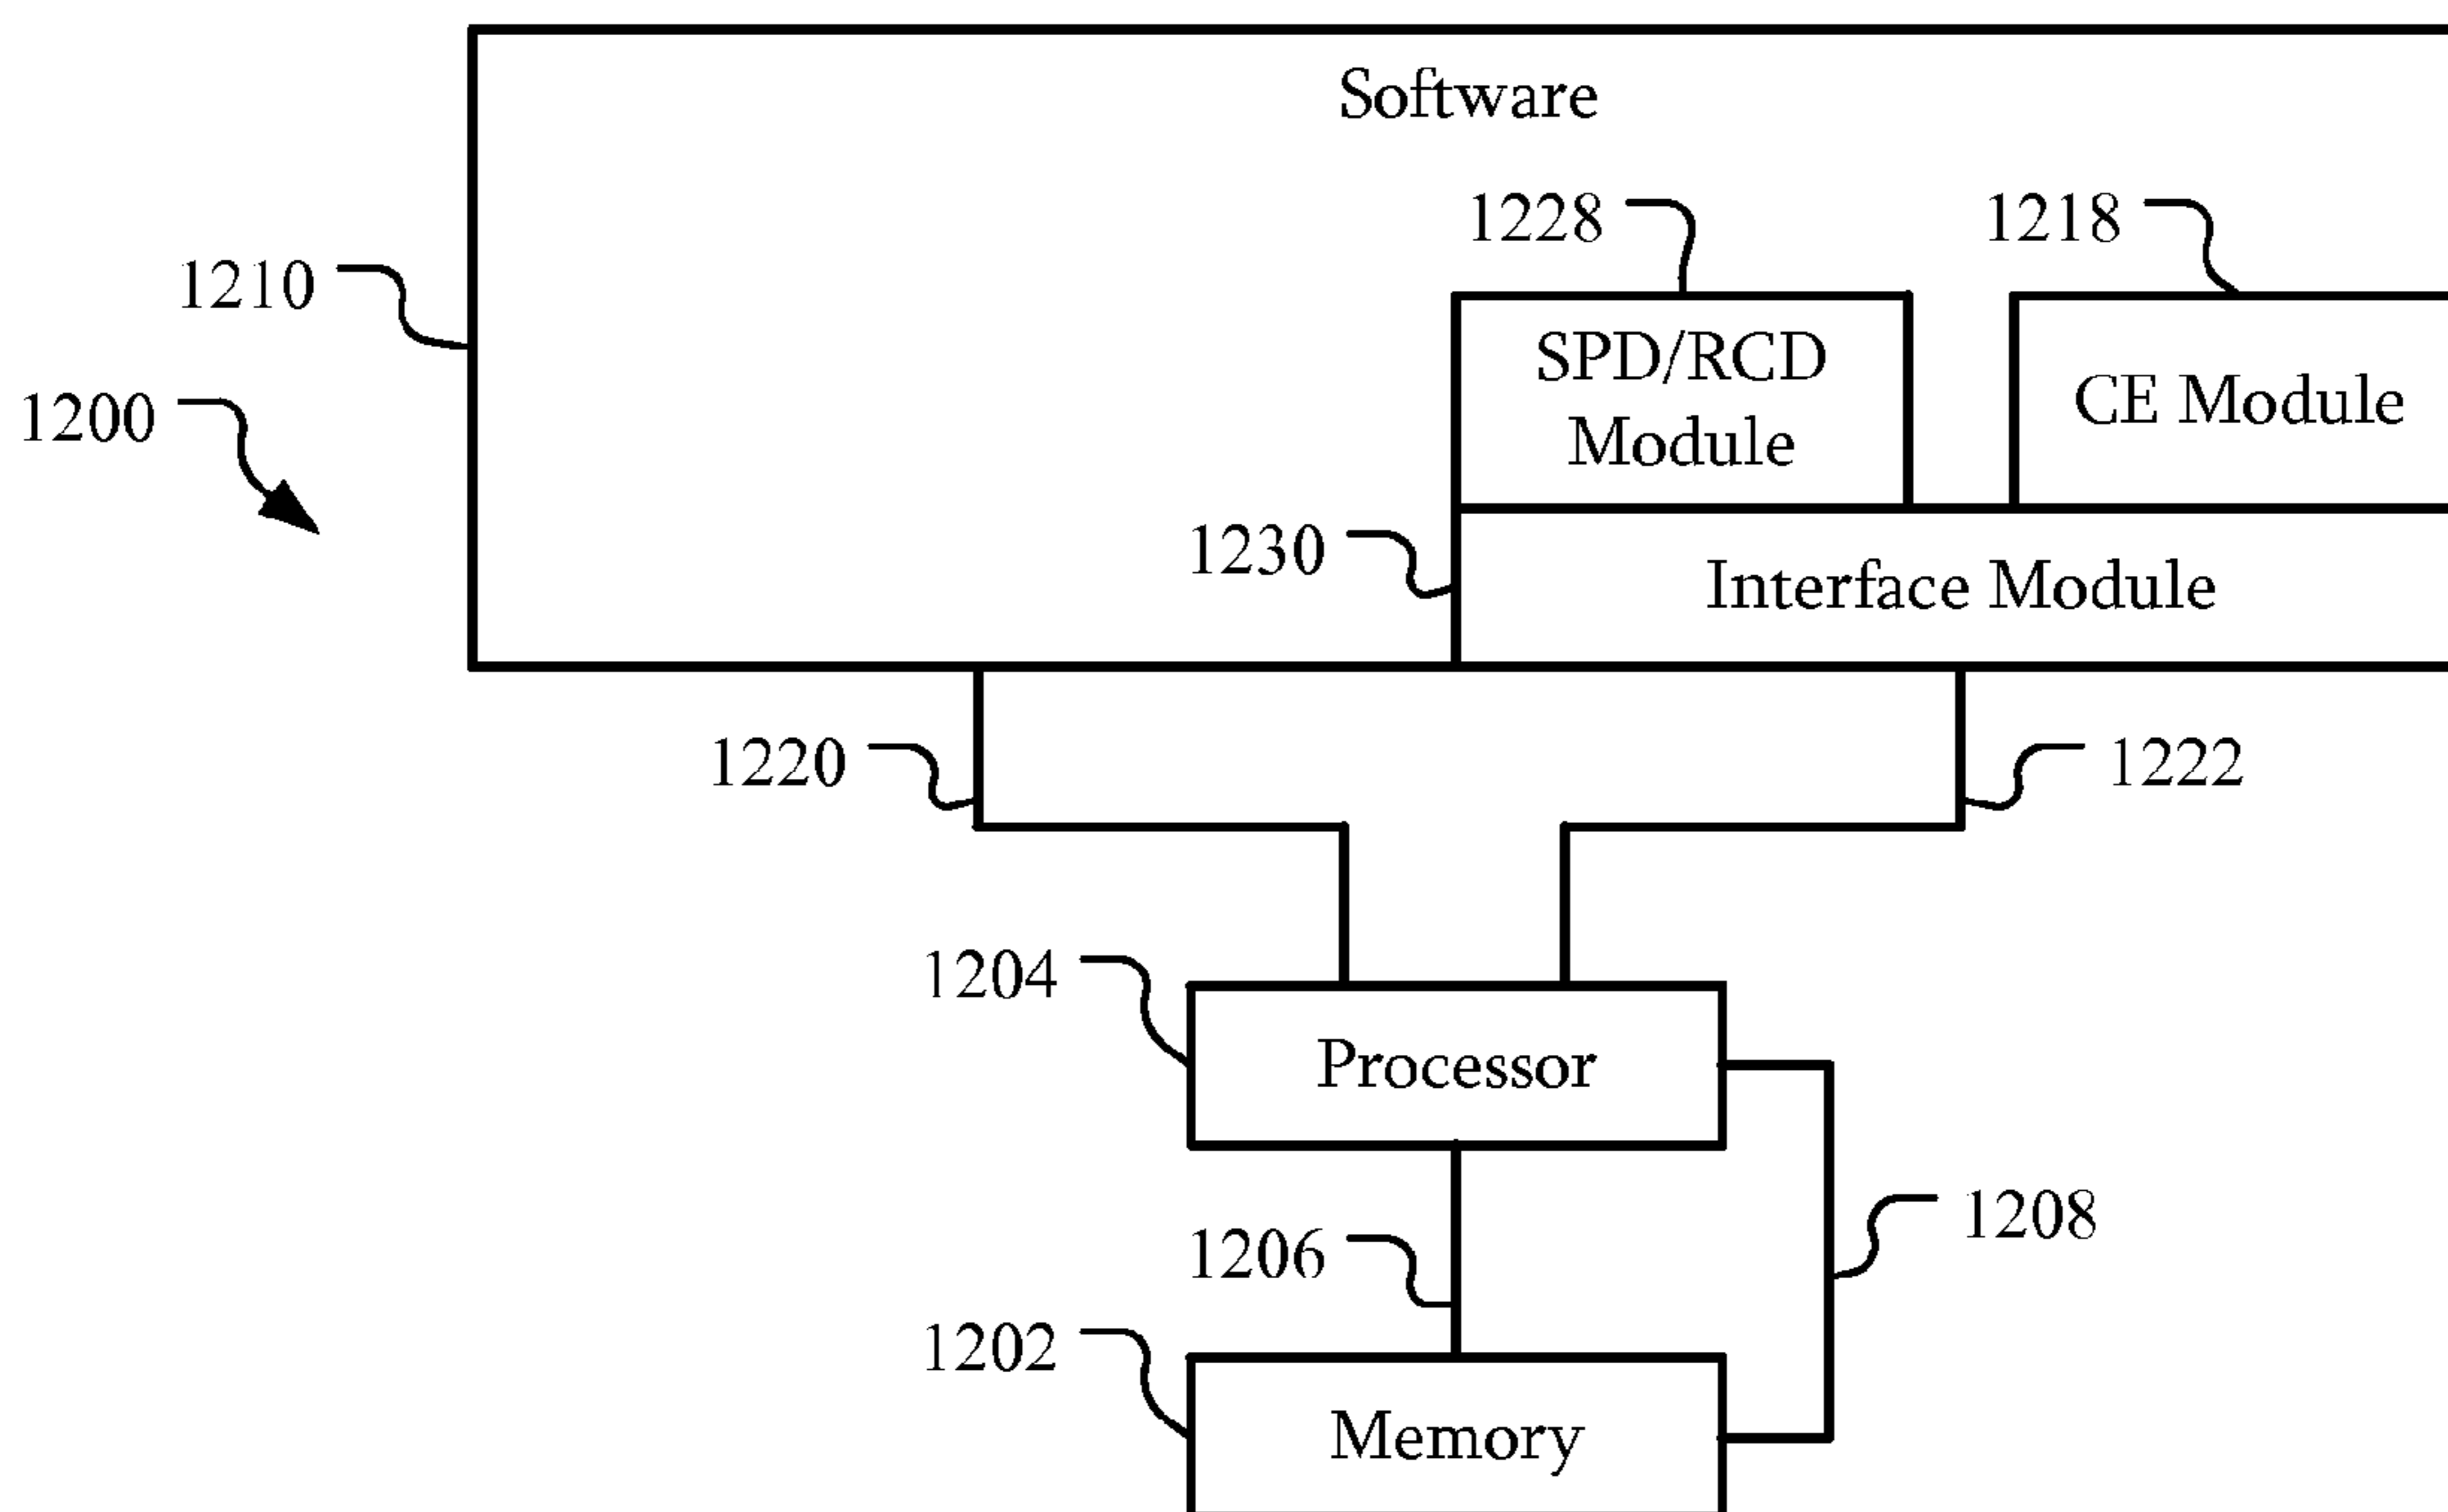 Software
1228
1218
1210
SPD/RCD
Module
CE Module
1200
1230
Interface Module
1220
1222
1204
Processor
1208
1206
1202
Memory